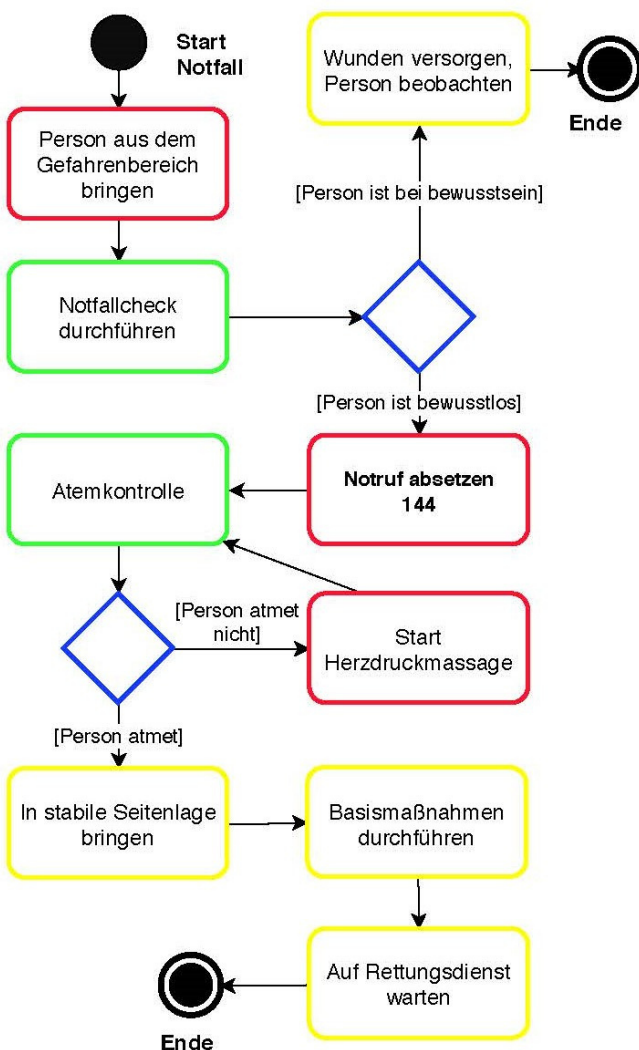 Start
Notfall
Person aus dem
Gefahrenbereich
bringen
Notfallcheck
durchführen
Wunden versorgen,
Person beobachten
Ende
[Person ist bei bewusstsein]
[Person ist bewusstlos]
Notruf absetzen
144
Atemkontrolle
[Person atmet
nicht]
Start
Herzdruckmassage
[Person atmet]
In stabile Seitenlage
bringen
Basismaßnahmen
durchführen
Auf Rettungsdienst
warten
Ende